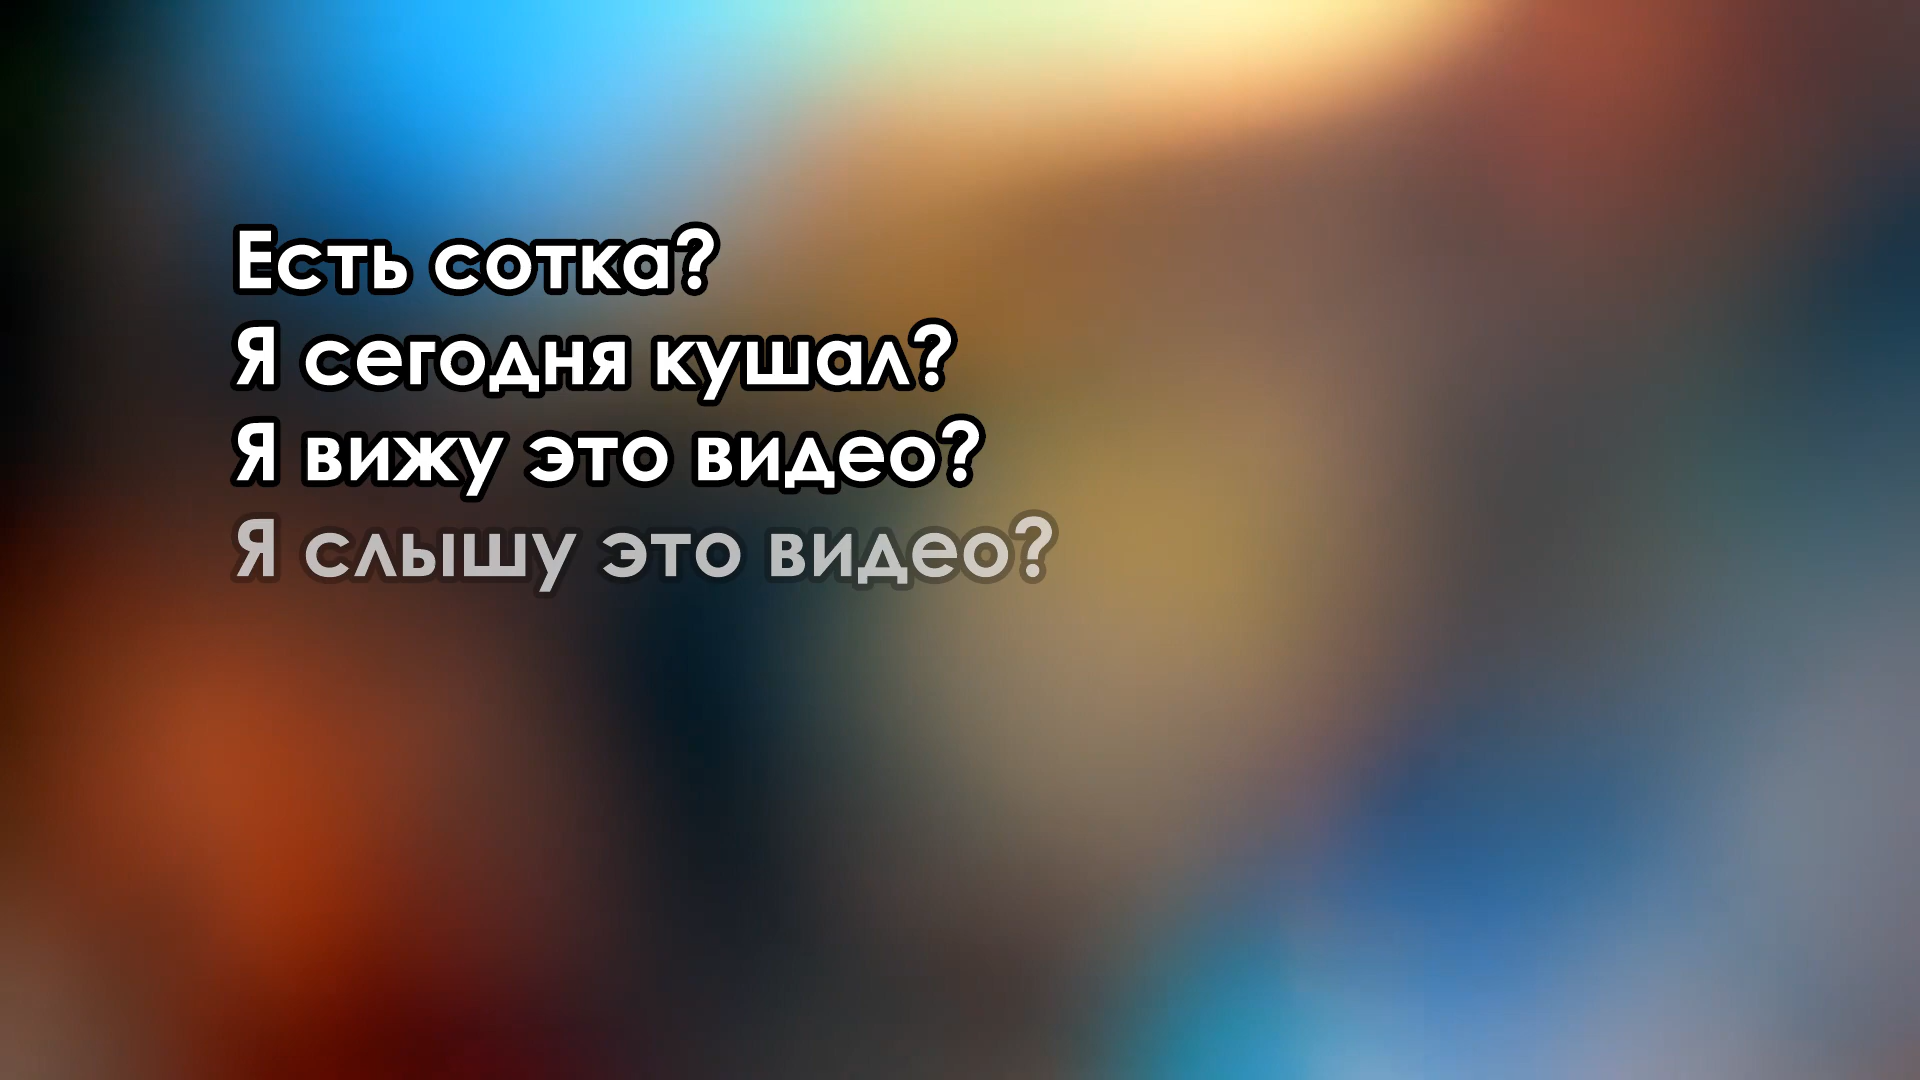 Есть сотка?
Я сегодня кушал?
Я вижу это видео?
Я слышу это видео?